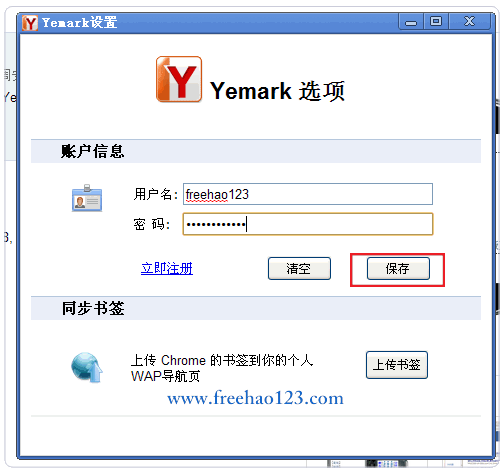 Yemark设置
Yemark 选项
账户信息
用户名：freehao123
密 码：••••••••••••
立即注册 清空 保存
同步书签
上传 Chrome 的书签到你的个人
WAP导航页
上传书签
www.freehao123.com